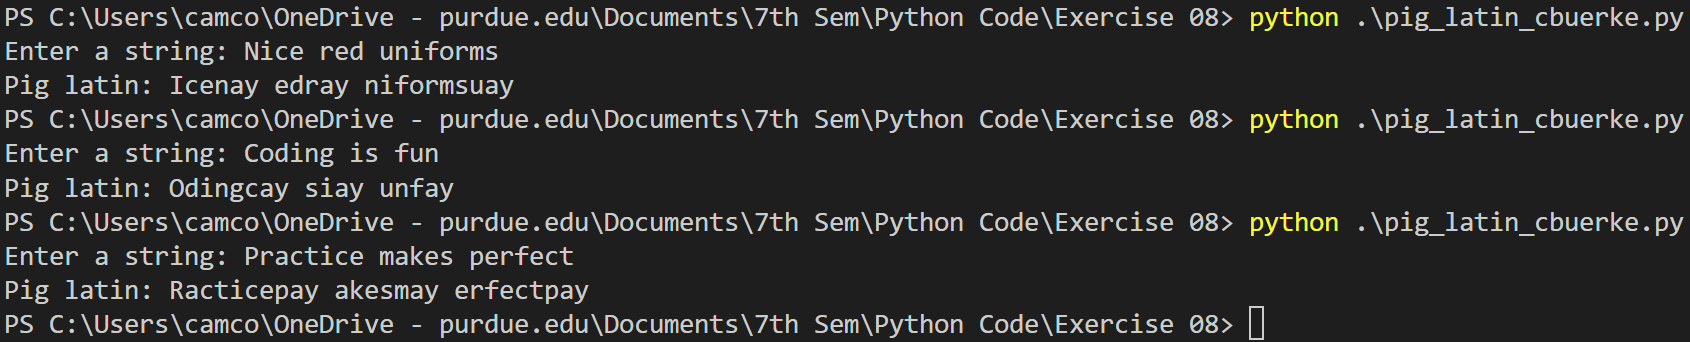 PS C:\Users\camco\OneDrive - purdue.edu\Documents\7th Sem\Python Code\Exercise 08> python .\pig_latin_cbuerke.py
Enter a string: Nice red uniforms
Pig latin: Icenay edray niformsuay
PS C:\Users\camco\OneDrive - purdue.edu\Documents\7th Sem\Python Code\Exercise 08> python .\pig_latin_cbuerke.py
Enter a string: Coding is fun
Pig latin: Odingcay siay unfay
PS C:\Users\camco\OneDrive - purdue.edu\Documents\7th Sem\Python Code\Exercise 08> python .\pig_latin_cbuerke.py
Enter a string: Practice makes perfect
Pig latin: Racticepay akesmay erfectpay
PS C:\Users\camco\OneDrive - purdue.edu\Documents\7th Sem\Python Code\Exercise 08>